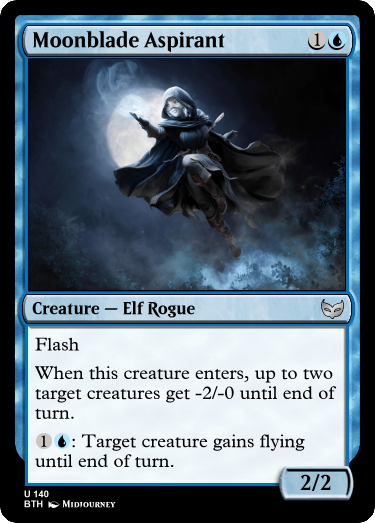 Moonblade Aspirant 1
Creature — Elf Rogue
Flash
When this creature enters, up to two
target creatures get -2/-0 until end of
turn.
1 : Target creature gains flying
until end of turn.
2/2
U 140
BTH Midjourney